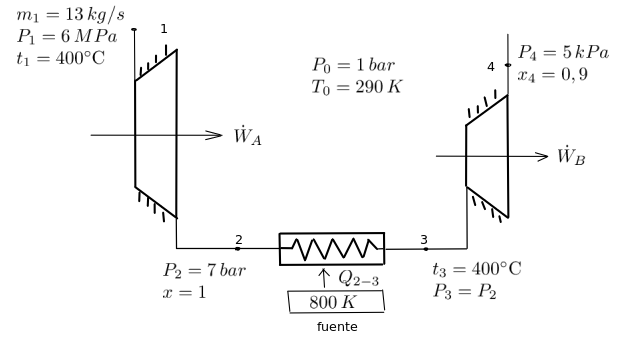 ṁ₁ = 13 kg/s
P₁ = 6 MPa
t₁ = 400°C
1
P₀ = 1 bar
T₀ = 290 K
4
P₄ = 5 kPa
x₄ = 0,9
Ẇ_A
Ẇ_B
2
3
P₂ = 7 bar
x = 1
Q₂₋₃
t₃ = 400°C
P₃ = P₂
800 K
fuente